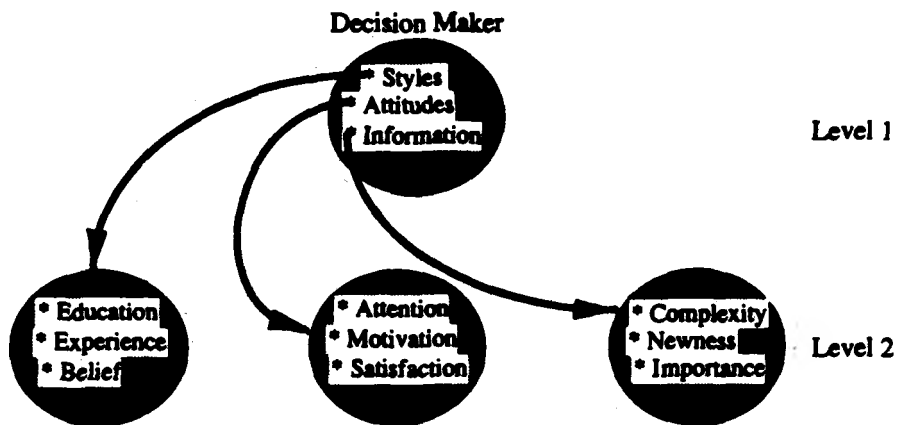 Decision Maker
* Styles
* Attitudes
* Information
Level 1
* Education
* Experience
* Belief
* Attention
* Motivation
* Satisfaction
* Complexity
* Newness
* Importance
Level 2